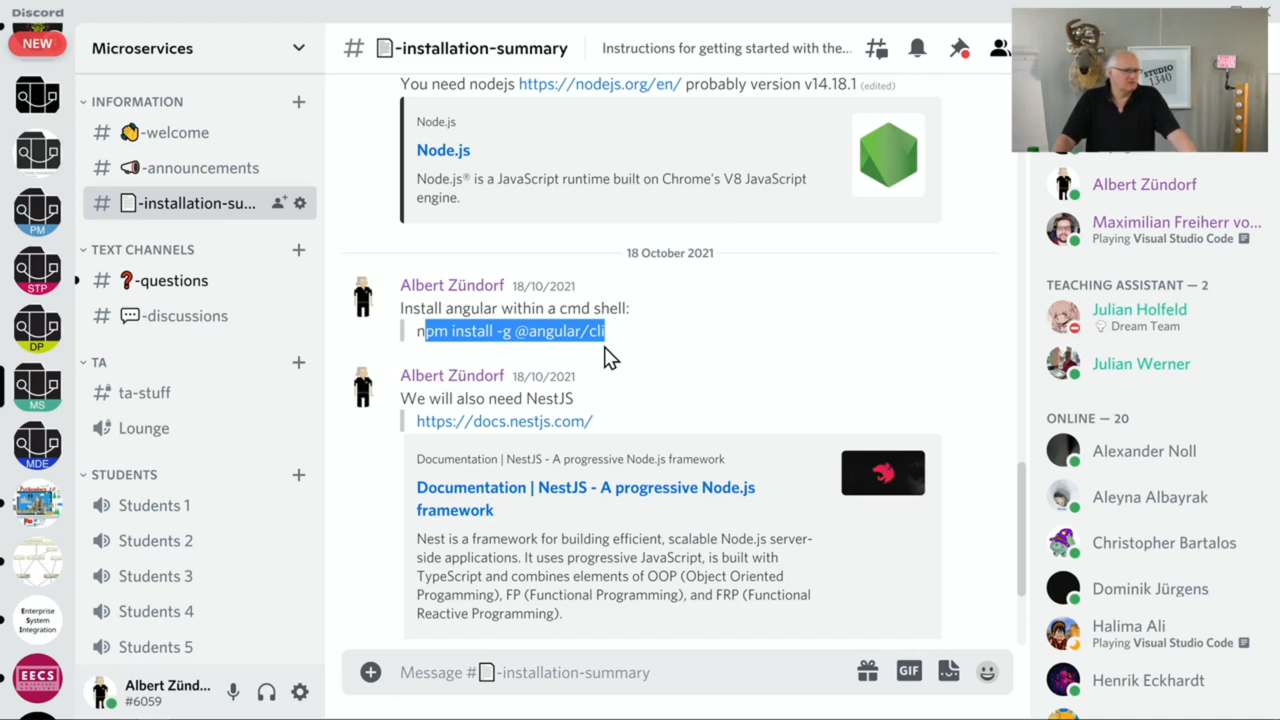 Discord
NEW
PM
STP
DP
MS
MDE
Enterprise
System
Integration
EECS
Microservices
INFORMATION
-welcome
-announcements
-installation-su...
TEXT CHANNELS
-questions
-discussions
TA
ta-stuff
Lounge
STUDENTS
Students 1
Students 2
Students 3
Students 4
Students 5
Albert Zünd...
#6059
-installation-summary
Instructions for getting started with the...
You need nodejs https://nodejs.org/en/ probably version v14.18.1 (edited)
Node.js
Node.js
Node.js® is a JavaScript runtime built on Chrome's V8 JavaScript
engine.
18 October 2021
Albert Zündorf 18/10/2021
Install angular within a cmd shell:
npm install -g @angular/cli
Albert Zündorf 18/10/2021
We will also need NestJS
https://docs.nestjs.com/
Documentation | NestJS - A progressive Node.js framework
Documentation | NestJS - A progressive Node.js
framework
Nest is a framework for building efficient, scalable Node.js server-
side applications. It uses progressive JavaScript, is built with
TypeScript and combines elements of OOP (Object Oriented
Progamming), FP (Functional Programming), and FRP (Functional
Reactive Programming).
Message #-installation-summary
GIF
STUDIO
1340
Albert Zündorf
Maximilian Freiherr vo...
Playing Visual Studio Code
TEACHING ASSISTANT — 2
Julian Holfeld
Dream Team
Julian Werner
ONLINE — 20
Alexander Noll
Aleyna Albayrak
Christopher Bartalos
Dominik Jürgens
Halima Ali
Playing Visual Studio Code
Henrik Eckhardt